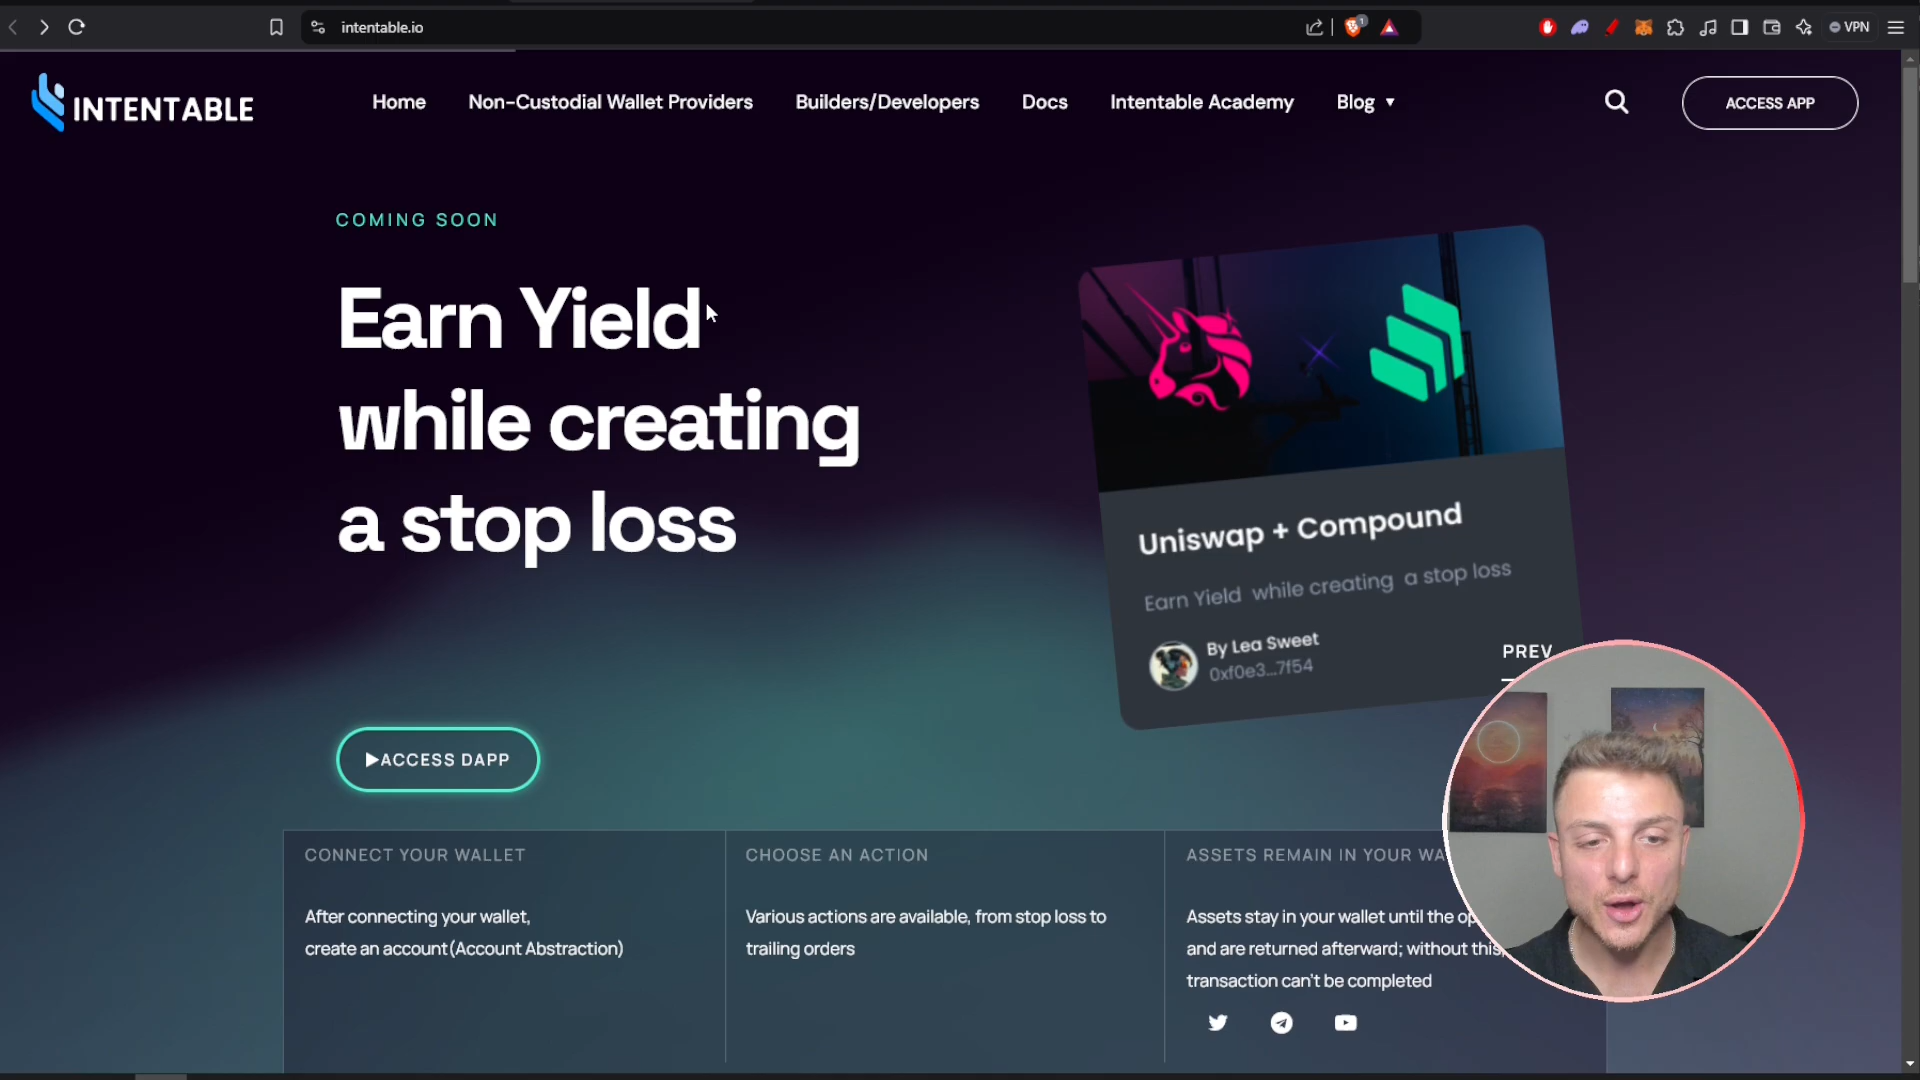 intentable.io
1
VPN
INTENTABLE
Home
Non-Custodial Wallet Providers
Builders/Developers
Docs
Intentable Academy
Blog ▼
ACCESS APP
COMING SOON
Earn Yield
while creating
a stop loss
Uniswap + Compound
Earn Yield while creating a stop loss
By Lea Sweet
0xf0e3...7f54
PREV
ACCESS DAPP
CONNECT YOUR WALLET
After connecting your wallet,
create an account(Account Abstraction)
CHOOSE AN ACTION
Various actions are available, from stop loss to
trailing orders
ASSETS REMAIN IN YOUR WA
Assets stay in your wallet until the op
and are returned afterward; without this,
transaction can't be completed